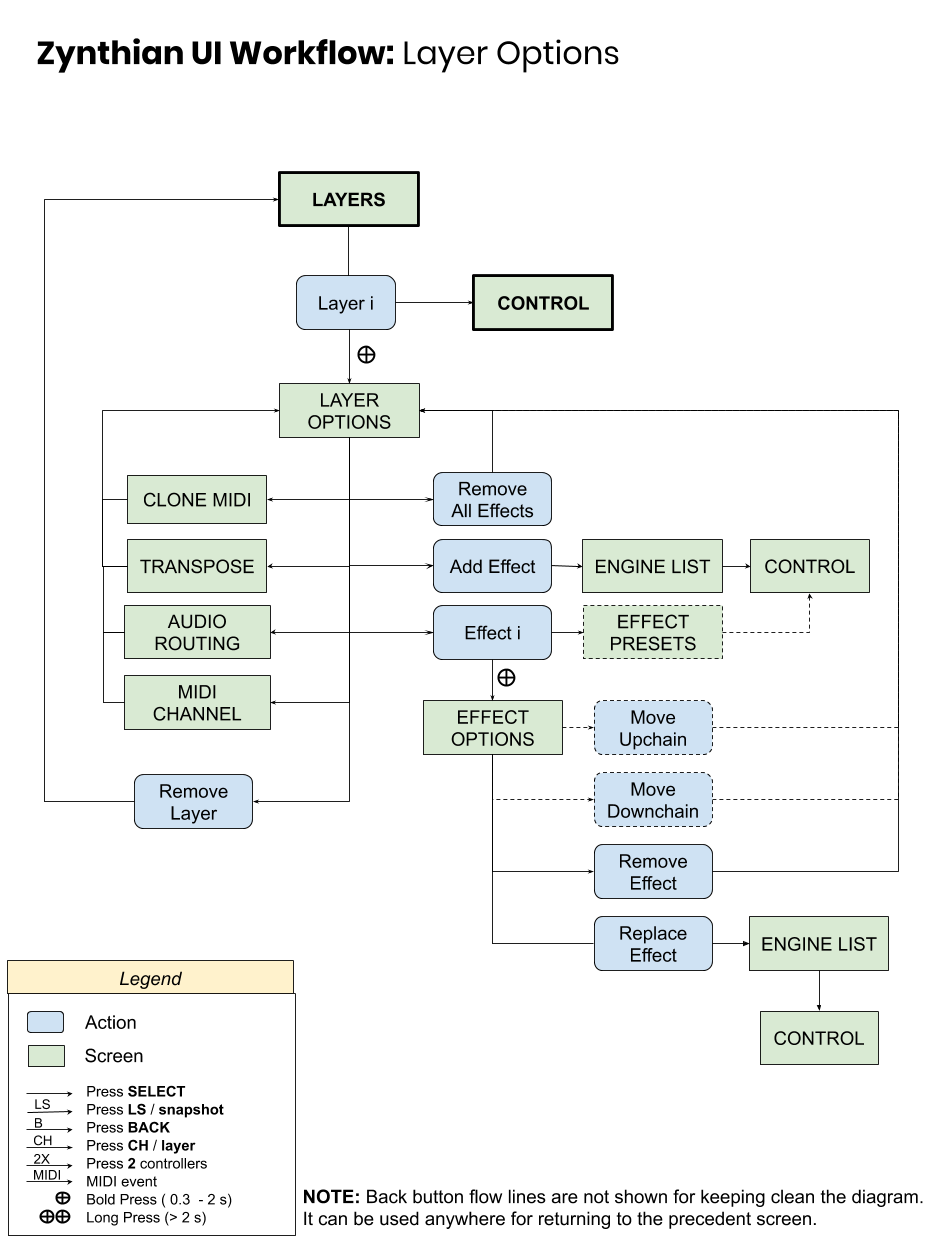 Zynthian UI Workflow: Layer Options
LAYERS
Layer i
CONTROL
LAYER
OPTIONS
CLONE MIDI
Remove
All Effects
TRANSPOSE
Add Effect
ENGINE LIST
CONTROL
AUDIO
ROUTING
Effect i
EFFECT
PRESETS
MIDI
CHANNEL
EFFECT
OPTIONS
Move
Upchain
Remove
Layer
Move
Downchain
Remove
Effect
Replace
Effect
ENGINE LIST
CONTROL
Legend
Action
Screen
Press SELECT
LS
Press LS / snapshot
B
Press BACK
CH
Press CH / layer
2X
Press 2 controllers
MIDI
MIDI event
Bold Press ( 0.3 - 2 s)
Long Press (> 2 s)
NOTE: Back button flow lines are not shown for keeping clean the diagram.
It can be used anywhere for returning to the precedent screen.